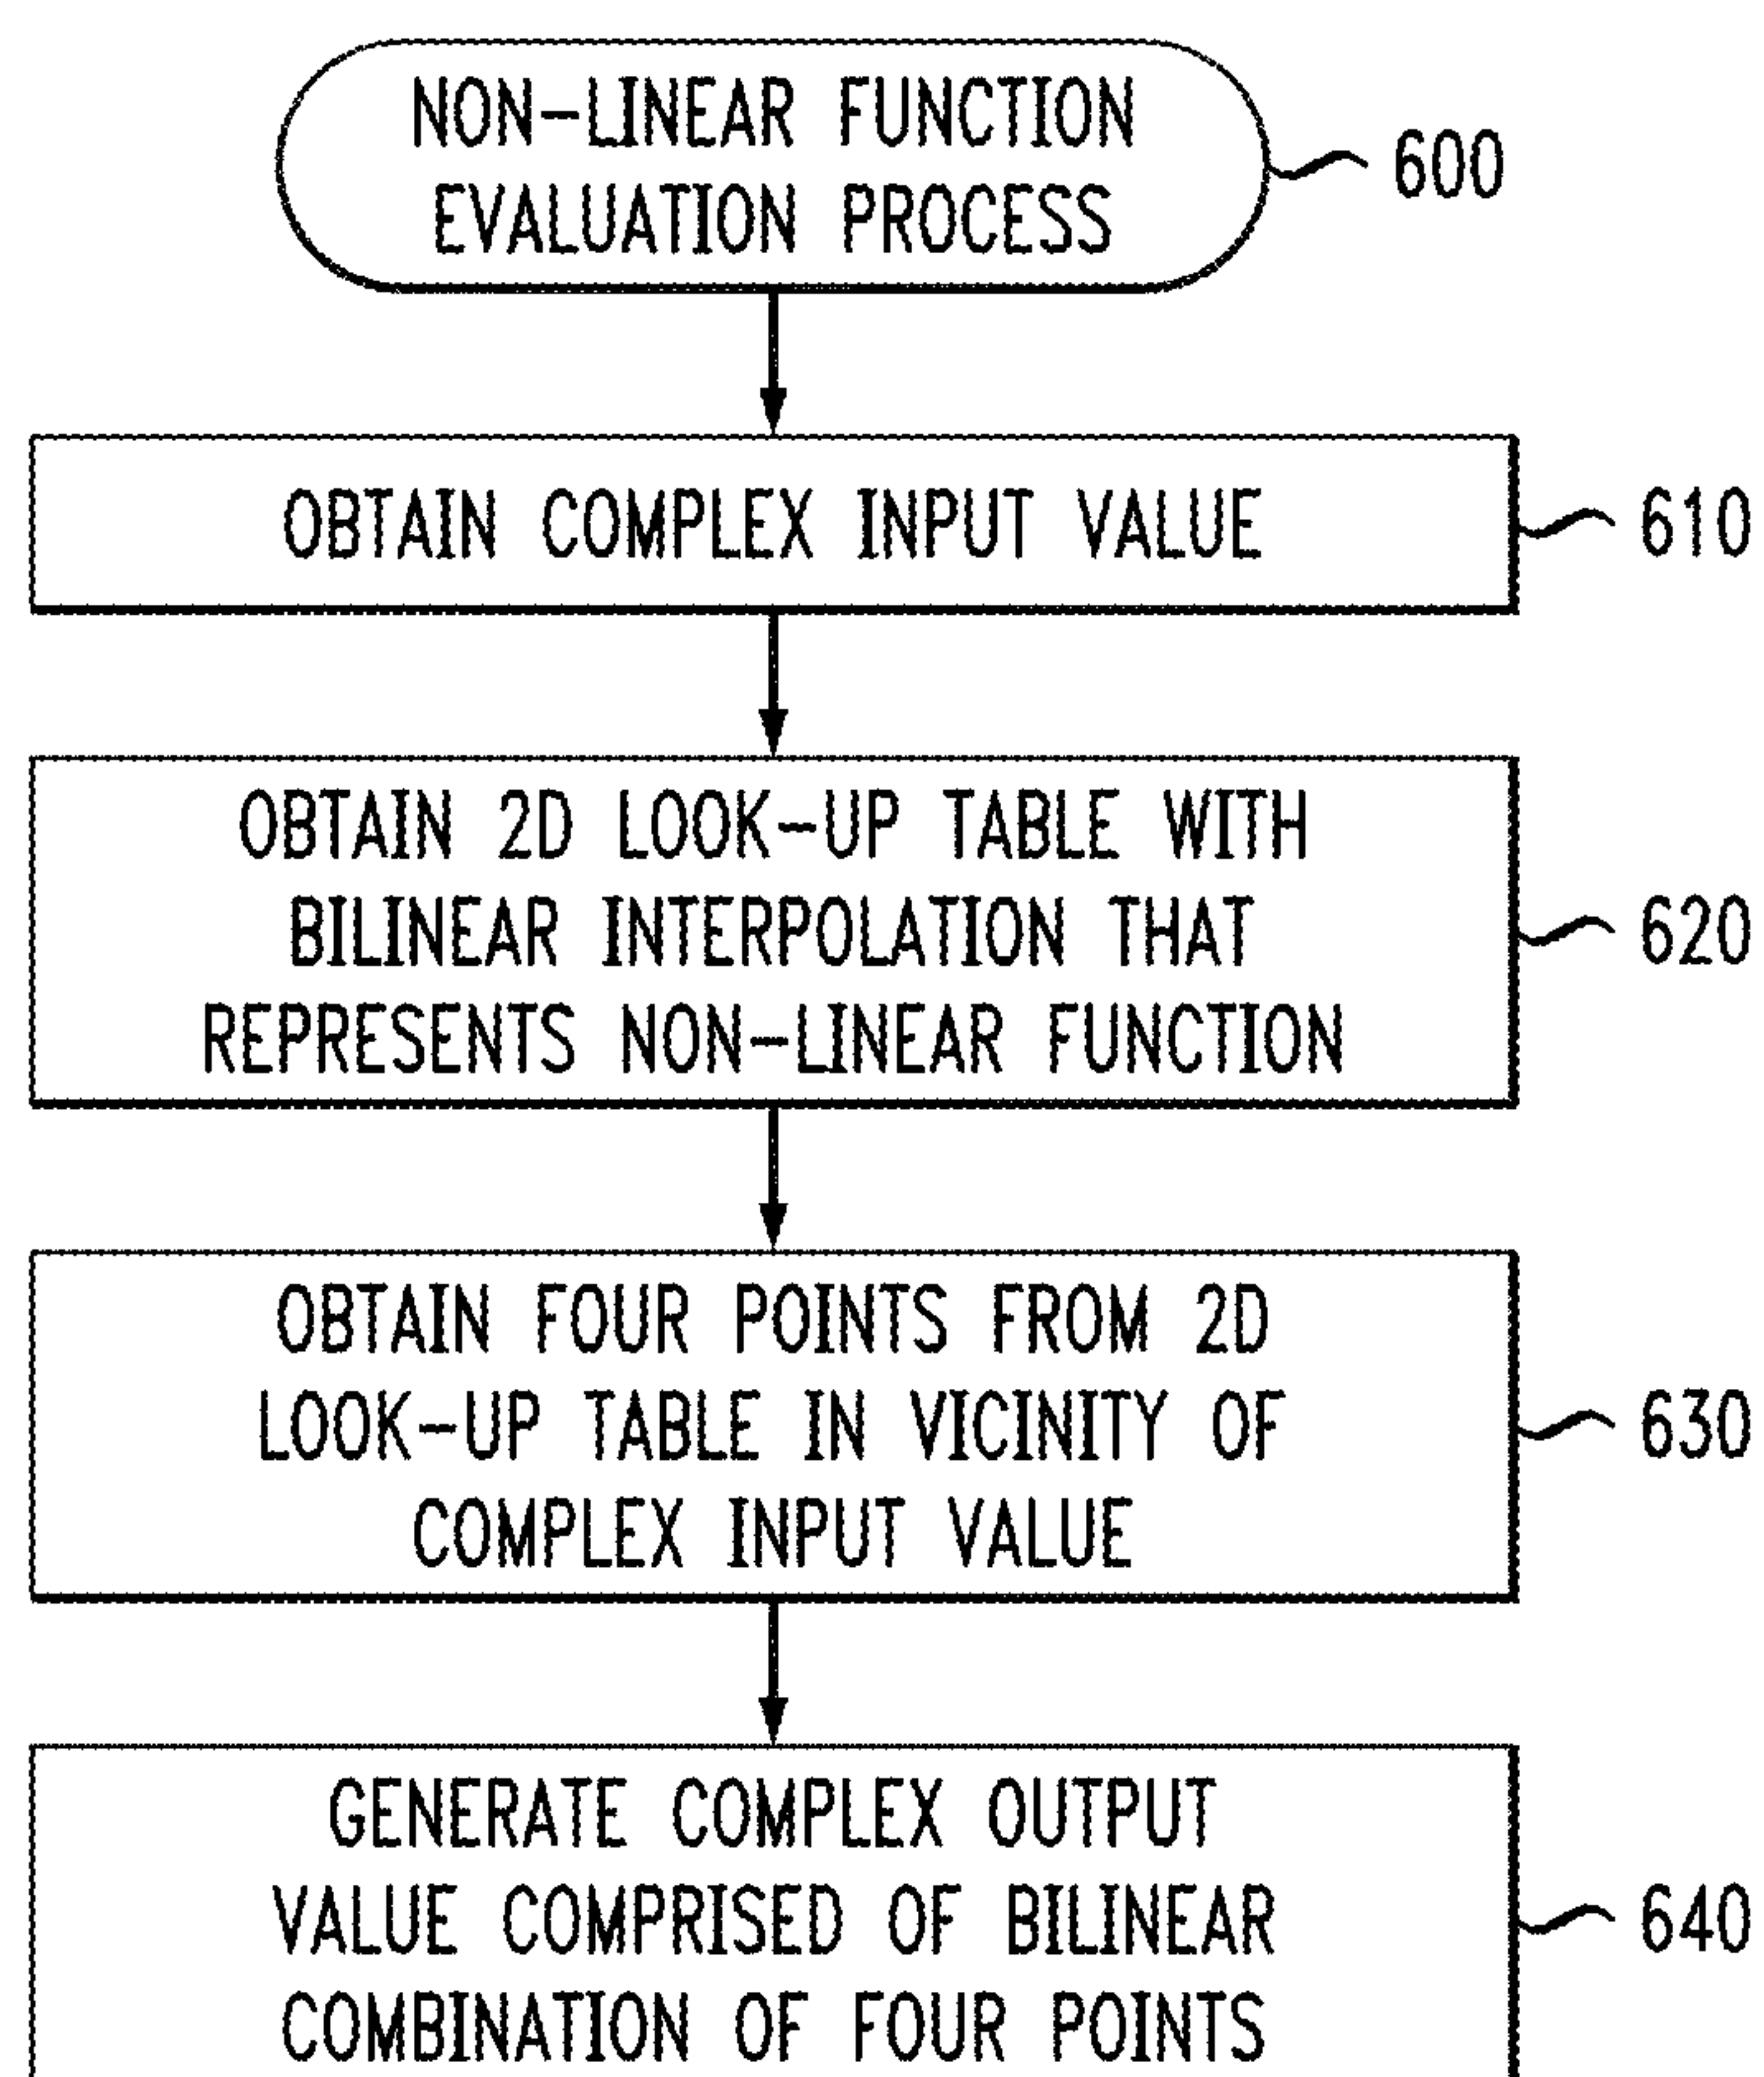 NON-LINEAR FUNCTION
EVALUATION PROCESS
600
OBTAIN COMPLEX INPUT VALUE
610
OBTAIN 2D LOOK-UP TABLE WITH
BILINEAR INTERPOLATION THAT
REPRESENTS NON-LINEAR FUNCTION
620
OBTAIN FOUR POINTS FROM 2D
LOOK-UP TABLE IN VICINITY OF
COMPLEX INPUT VALUE
630
GENERATE COMPLEX OUTPUT
VALUE COMPRISED OF BILINEAR
COMBINATION OF FOUR POINTS
640